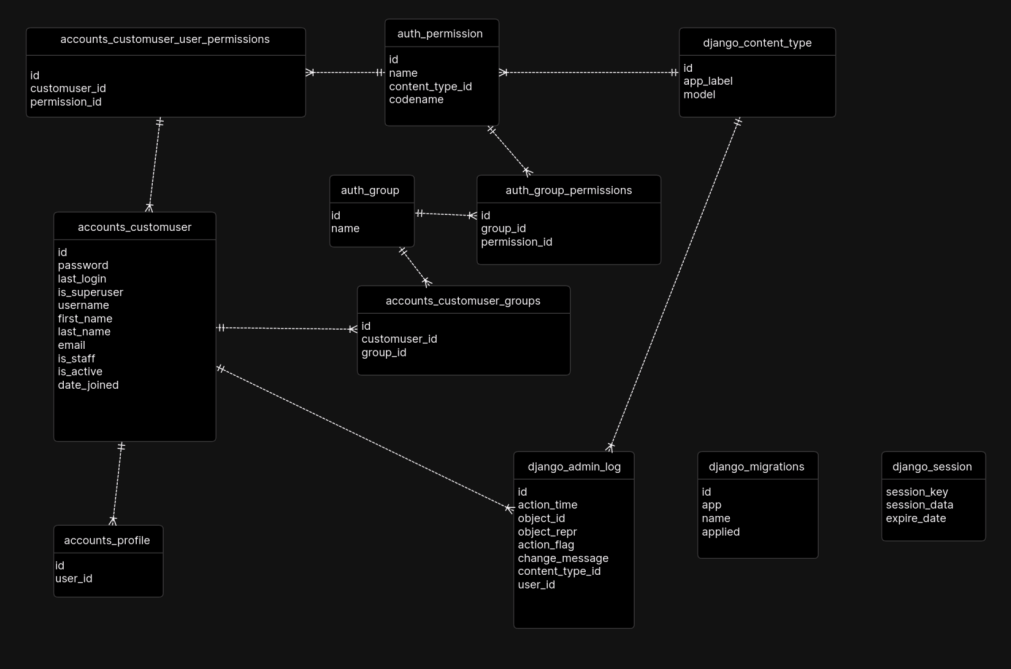 accounts_customuser_user_permissions
id
customuser_id
permission_id
auth_permission
id
name
content_type_id
codename
django_content_type
id
app_label
model
auth_group
id
name
auth_group_permissions
id
group_id
permission_id
accounts_customuser
id
password
last_login
is_superuser
username
first_name
last_name
email
is_staff
is_active
date_joined
accounts_customuser_groups
id
customuser_id
group_id
django_admin_log
id
action_time
object_id
object_repr
action_flag
change_message
content_type_id
user_id
django_migrations
id
app
name
applied
django_session
session_key
session_data
expire_date
accounts_profile
id
user_id